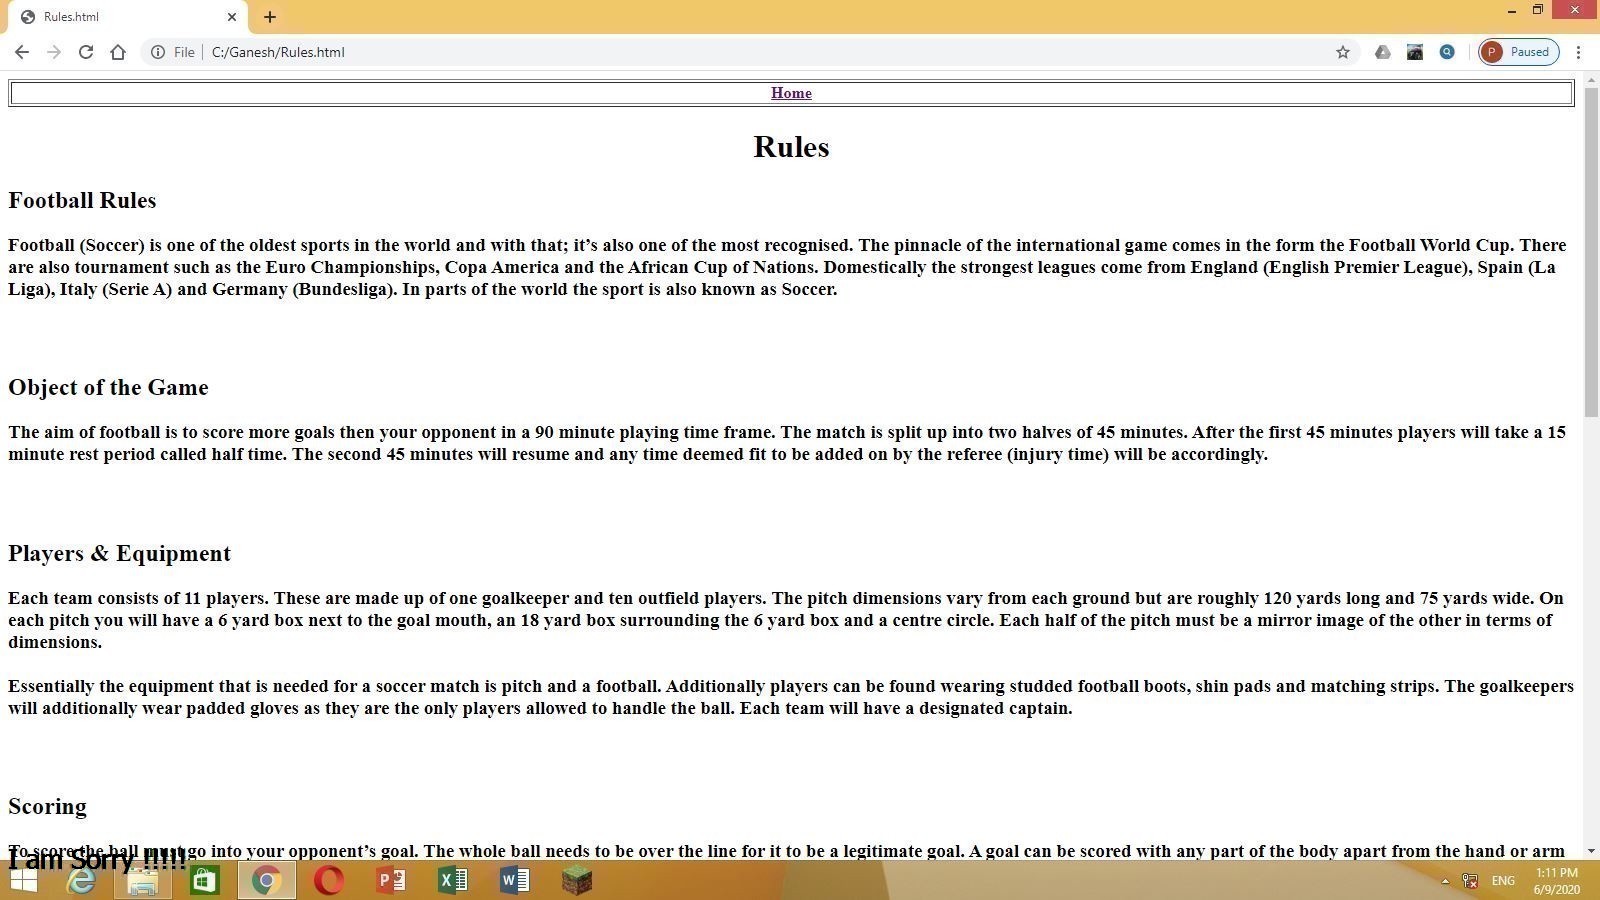 Rules.html
File C:/Ganesh/Rules.html
P Paused
Home
Rules
Football Rules
Football (Soccer) is one of the oldest sports in the world and with that; it’s also one of the most recognised. The pinnacle of the international game comes in the form the Football World Cup. There
are also tournament such as the Euro Championships, Copa America and the African Cup of Nations. Domestically the strongest leagues come from England (English Premier League), Spain (La
Liga), Italy (Serie A) and Germany (Bundesliga). In parts of the world the sport is also known as Soccer.
Object of the Game
The aim of football is to score more goals then your opponent in a 90 minute playing time frame. The match is split up into two halves of 45 minutes. After the first 45 minutes players will take a 15
minute rest period called half time. The second 45 minutes will resume and any time deemed fit to be added on by the referee (injury time) will be accordingly.
Players & Equipment
Each team consists of 11 players. These are made up of one goalkeeper and ten outfield players. The pitch dimensions vary from each ground but are roughly 120 yards long and 75 yards wide. On
each pitch you will have a 6 yard box next to the goal mouth, an 18 yard box surrounding the 6 yard box and a centre circle. Each half of the pitch must be a mirror image of the other in terms of
dimensions.
Essentially the equipment that is needed for a soccer match is pitch and a football. Additionally players can be found wearing studded football boots, shin pads and matching strips. The goalkeepers
will additionally wear padded gloves as they are the only players allowed to handle the ball. Each team will have a designated captain.
Scoring
To score the ball must go into your opponent’s goal. The whole ball needs to be over the line for it to be a legitimate goal. A goal can be scored with any part of the body apart from the hand or arm
I am Sorry !!!!!
ENG
1:11 PM
6/9/2020